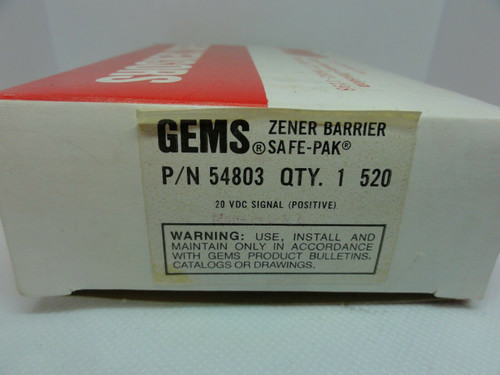 GEMS® ZENER BARRIER
SAFE-PAK®
P/N 54803 QTY. 1 520
20 VDC SIGNAL (POSITIVE)
WARNING: USE, INSTALL AND
MAINTAIN ONLY IN ACCORDANCE
WITH GEMS PRODUCT BULLETINS,
CATALOGS OR DRAWINGS.